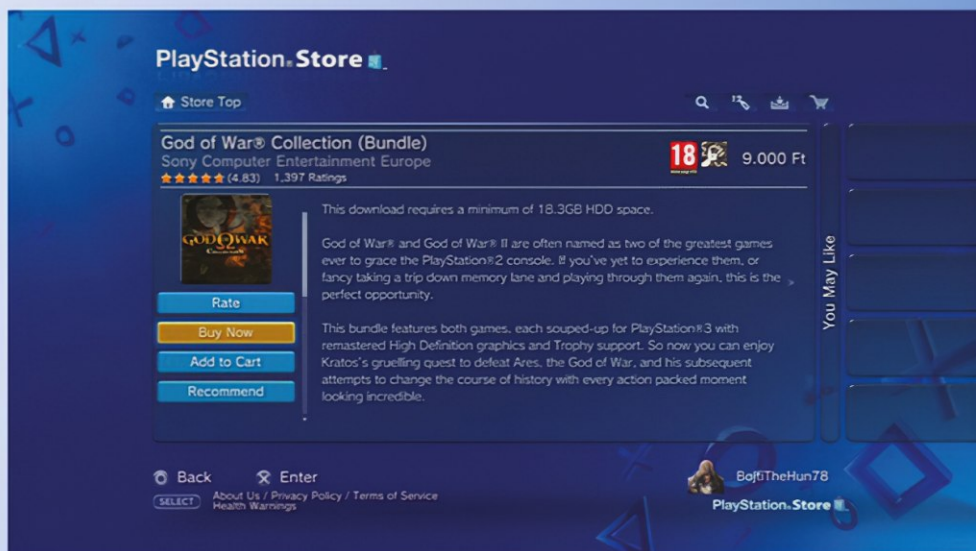 PlayStation®Store
Store Top
God of War® Collection (Bundle)
Sony Computer Entertainment Europe
(4.83) 1,397 Ratings
18
9.000 Ft
This download requires a minimum of 18.3GB HDD space.
GOD OF WAR
COLLECTION
God of War® and God of War® II are often named as two of the greatest games
ever to grace the PlayStation®2 console. If you've yet to experience them, or
fancy taking a trip down memory lane and playing through them again, this is the
perfect opportunity.
This bundle features both games, each souped-up for PlayStation®3 with
remastered High Definition graphics and Trophy support. So now you can enjoy
Kratos's gruelling quest to defeat Ares, the God of War, and his subsequent
attempts to change the course of history with every action packed moment
looking incredible.
Rate
Buy Now
Add to Cart
Recommend
You May Like
Back
Enter
SELECT
About Us / Privacy Policy / Terms of Service
Health Warnings
BojtiTheHun78
PlayStation®Store